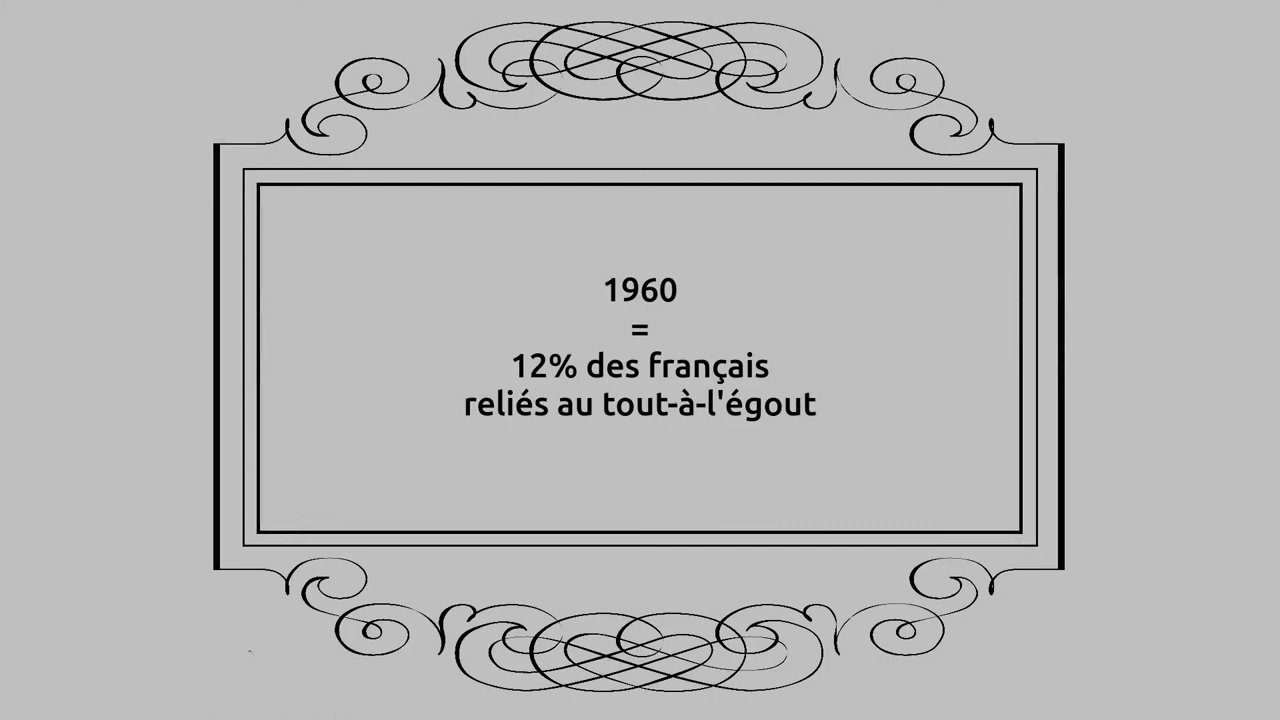 1960
=
12% des français
reliés au tout-à-l'égout